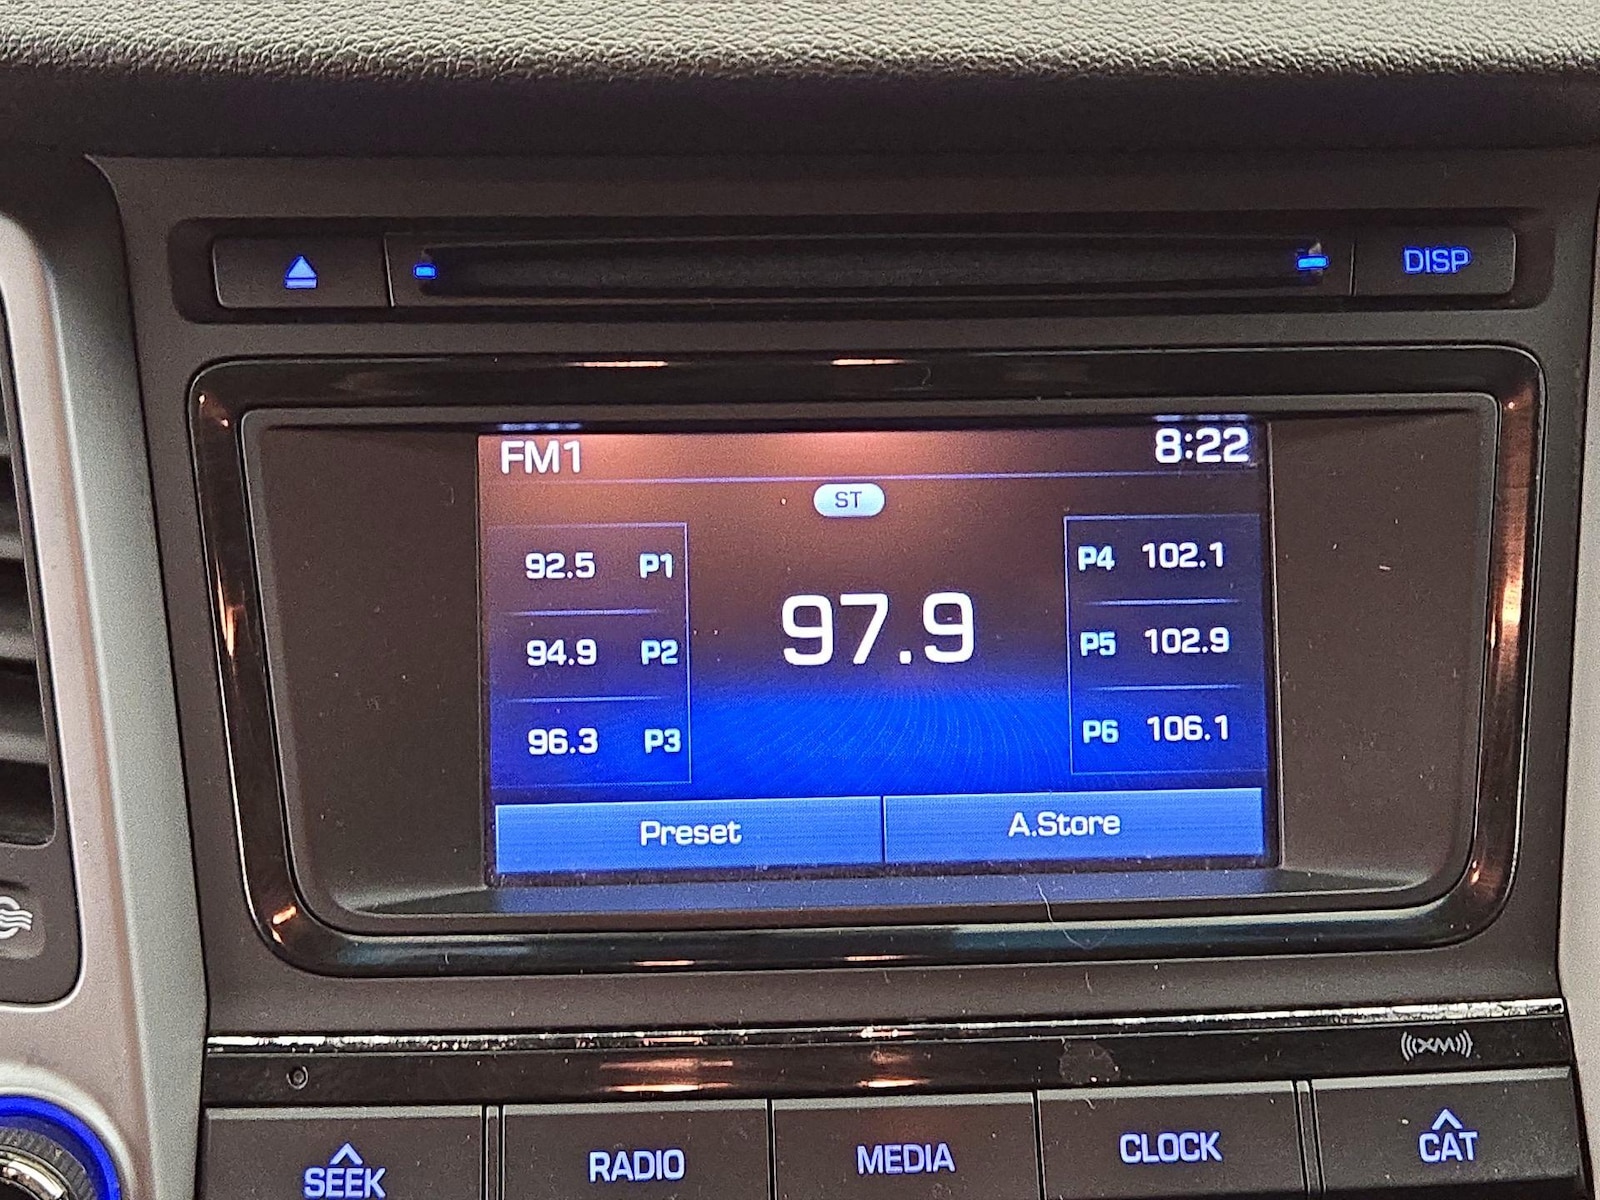 DISP
FM1 8:22
ST
92.5 P1
94.9 P2
96.3 P3
97.9
P4 102.1
P5 102.9
P6 106.1
Preset A.Store
((XM))
SEEK RADIO MEDIA CLOCK CAT